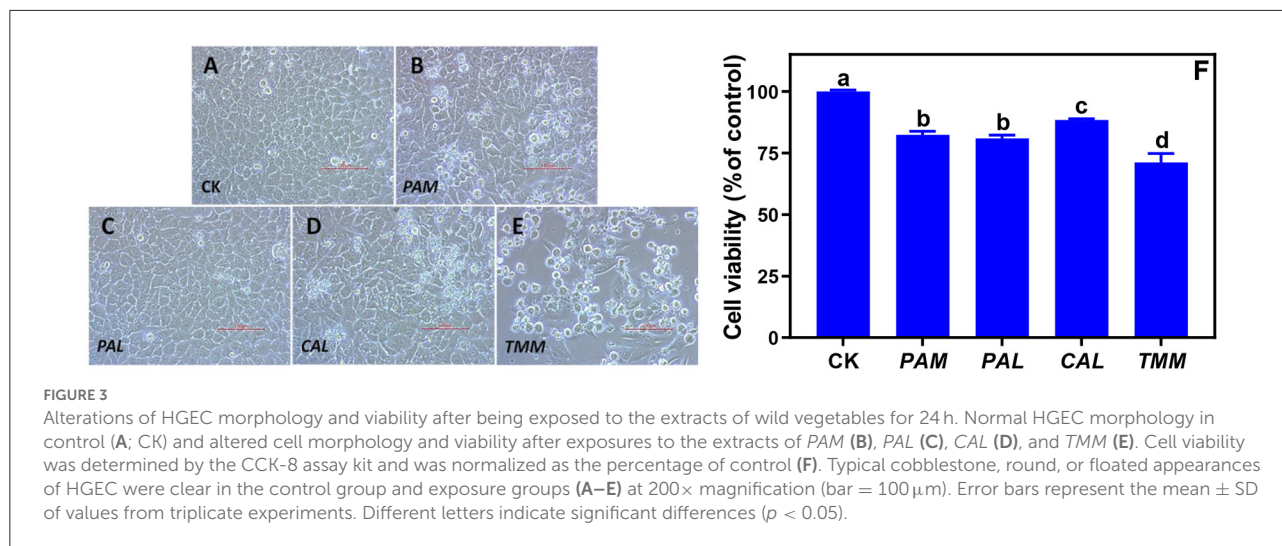 A
CK
B
PAM
C
PAL
D
CAL
E
TMM
F
Cell viability (% of control)
100
75
50
25
0
a
b
b
c
d
CK
PAM
PAL
CAL
TMM
FIGURE 3
Alterations of HGEC morphology and viability after being exposed to the extracts of wild vegetables for 24 h. Normal HGEC morphology in
control (A; CK) and altered cell morphology and viability after exposures to the extracts of PAM (B), PAL (C), CAL (D), and TMM (E). Cell viability
was determined by the CCK-8 assay kit and was normalized as the percentage of control (F). Typical cobblestone, round, or floated appearances
of HGEC were clear in the control group and exposure groups (A–E) at 200× magnification (bar = 100 μm). Error bars represent the mean ± SD
of values from triplicate experiments. Different letters indicate significant differences (p < 0.05).